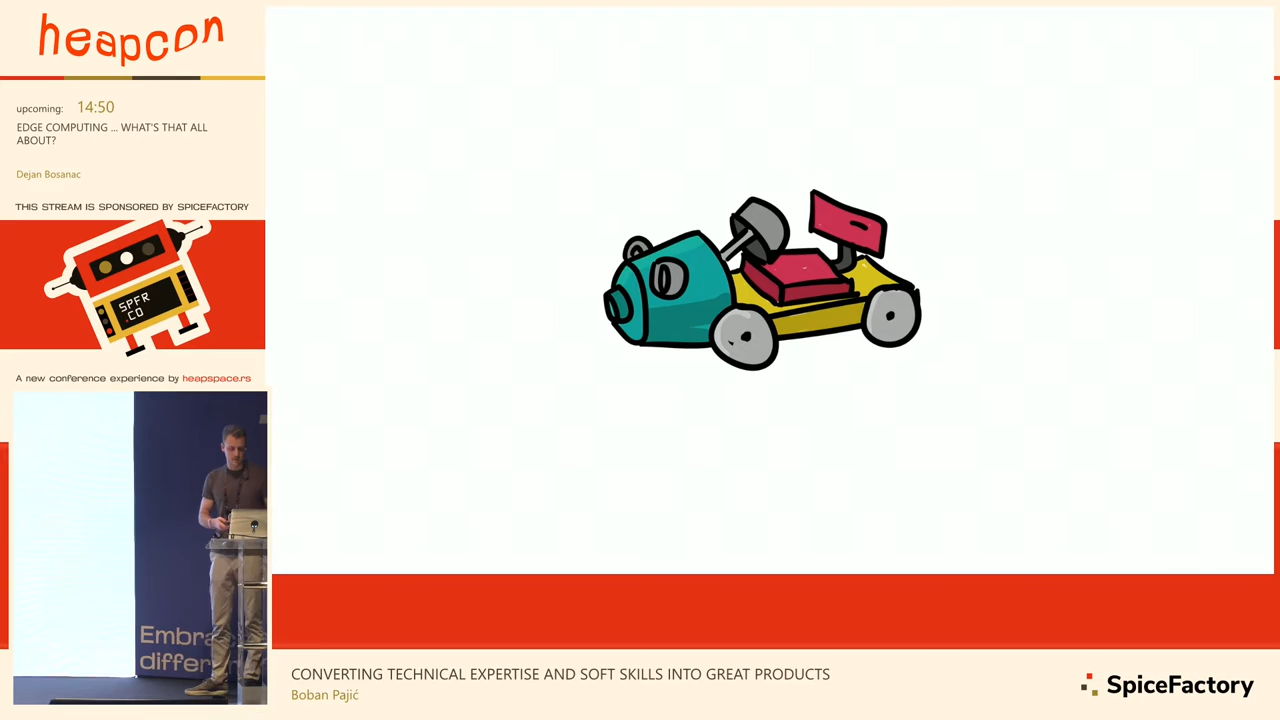 heapcon
upcoming: 14:50
EDGE COMPUTING ... WHAT'S THAT ALL
ABOUT?
Dejan Bosanac
THIS STREAM IS SPONSORED BY SPICEFACTORY
SPFR
.CO
A new conference experience by heapspace.rs
Embra
differ
CONVERTING TECHNICAL EXPERTISE AND SOFT SKILLS INTO GREAT PRODUCTS
Boban Pajić
SpiceFactory